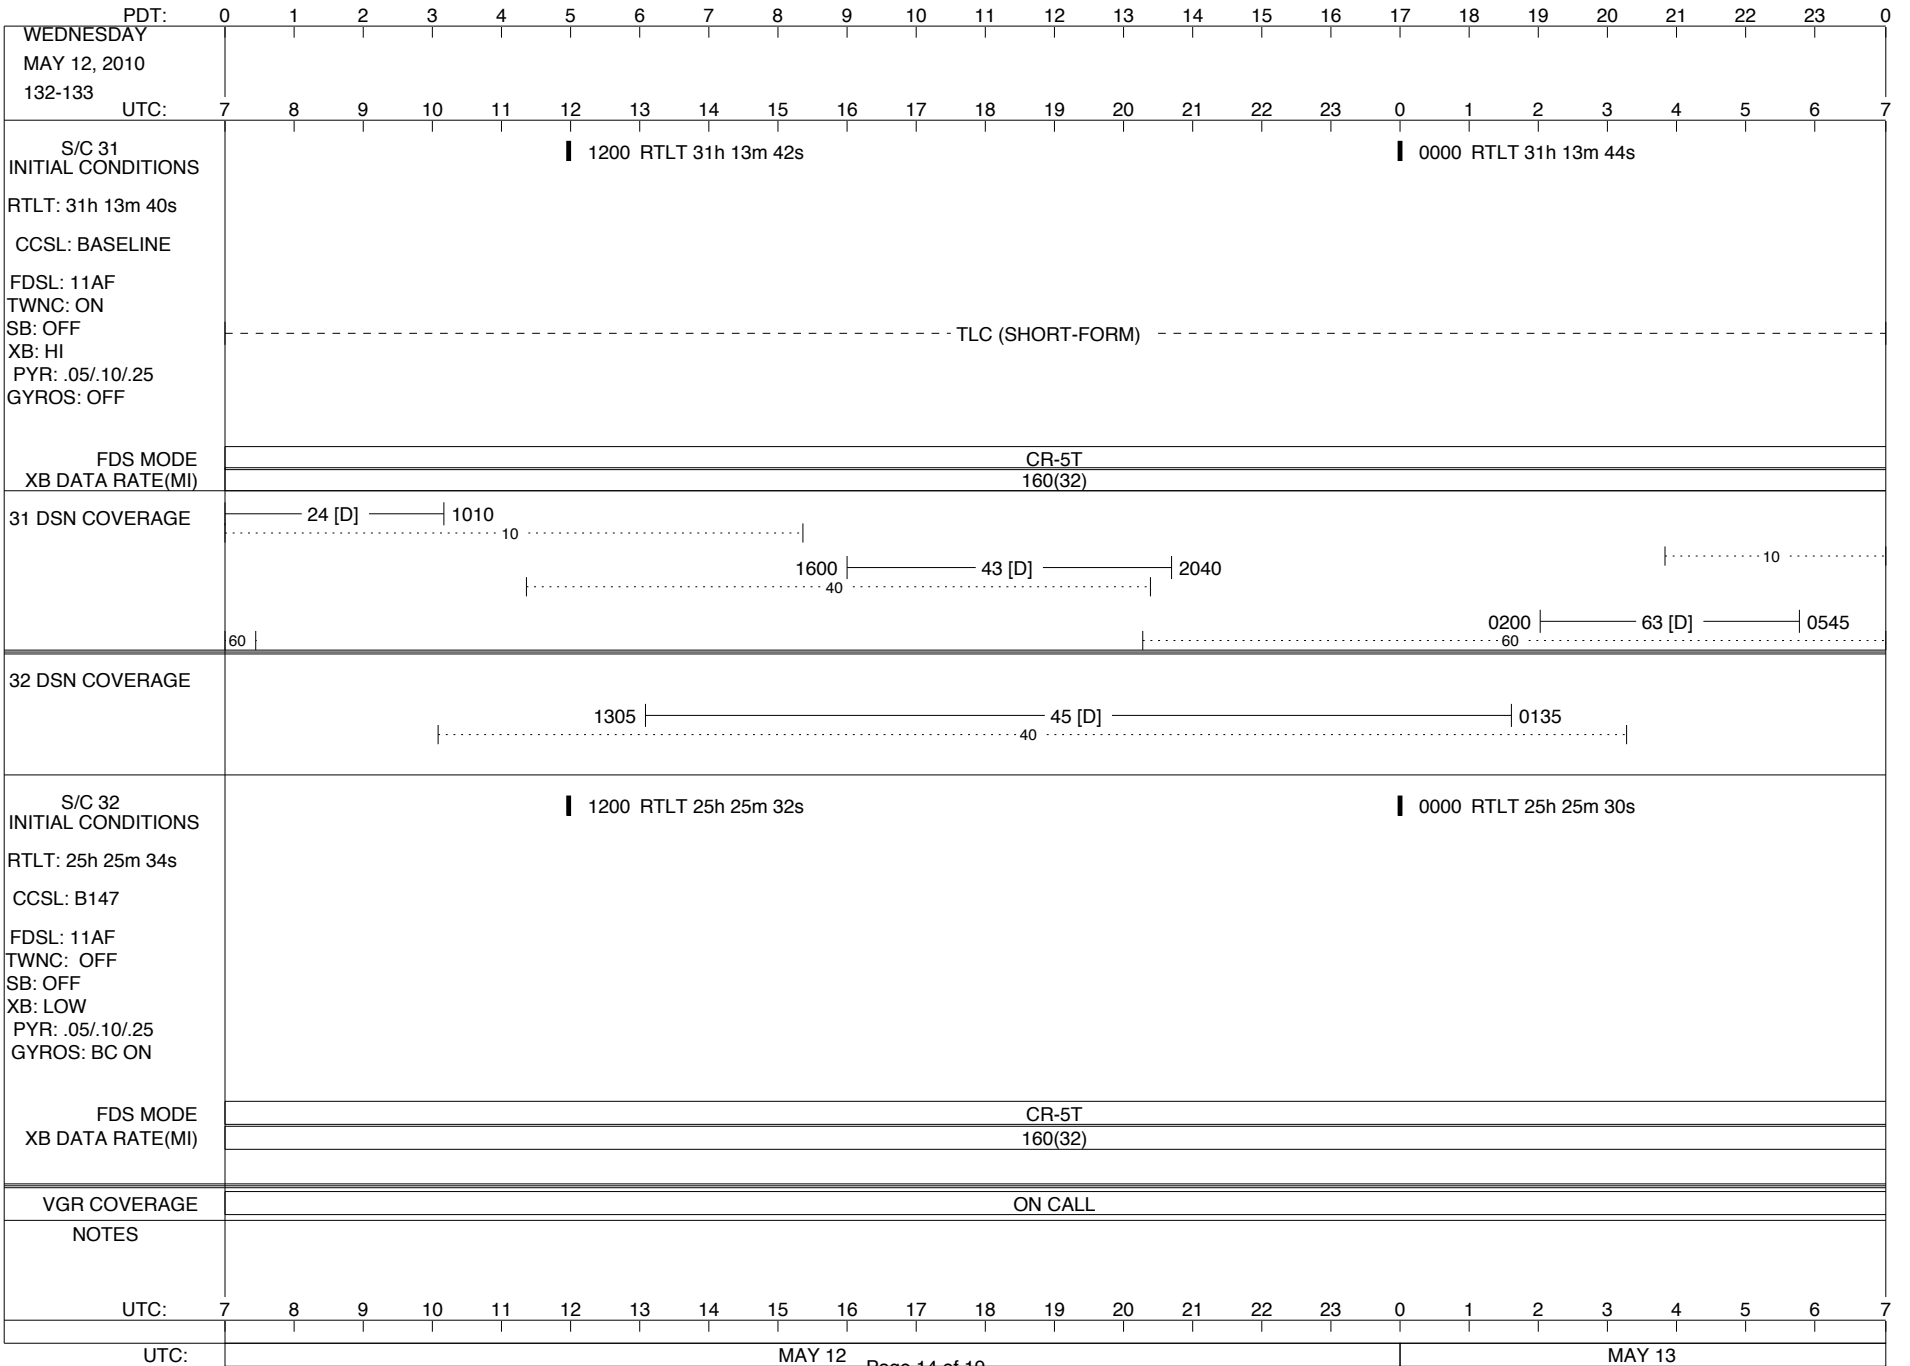 PDT: 0 1 2 3 4 5 6 7 8 9 10 11 12 13 14 15 16 17 18 19 20 21 22 23 0
WEDNESDAY
MAY 12, 2010
132-133
UTC: 7 8 9 10 11 12 13 14 15 16 17 18 19 20 21 22 23 0 1 2 3 4 5 6 7
S/C 31
INITIAL CONDITIONS
1200 RTLT 31h 13m 42s
0000 RTLT 31h 13m 44s
RTLT: 31h 13m 40s
CCSL: BASELINE
FDSL: 11AF
TWNC: ON
SB: OFF
TLC (SHORT-FORM)
XB: HI
PYR: .05/.10/.25
GYROS: OFF
FDS MODE CR-5T
XB DATA RATE(MI) 160(32)
31 DSN COVERAGE
24 [D] 1010
10
10
1600 43 [D] 2040
40
0200 63 [D] 0545
60
60
32 DSN COVERAGE
1305 45 [D] 0135
40
S/C 32
INITIAL CONDITIONS
1200 RTLT 25h 25m 32s
0000 RTLT 25h 25m 30s
RTLT: 25h 25m 34s
CCSL: B147
FDSL: 11AF
TWNC: OFF
SB: OFF
XB: LOW
PYR: .05/.10/.25
GYROS: BC ON
FDS MODE CR-5T
XB DATA RATE(MI) 160(32)
VGR COVERAGE ON CALL
NOTES
UTC: 7 8 9 10 11 12 13 14 15 16 17 18 19 20 21 22 23 0 1 2 3 4 5 6 7
UTC: MAY 12 MAY 13
Page 14 of 19